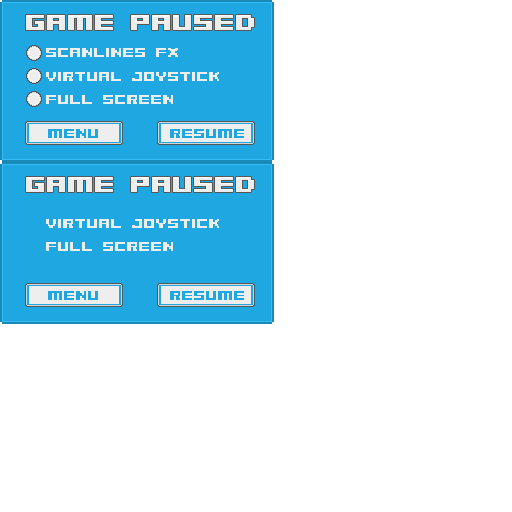 GAME PAUSED
SCANLINES FX
VIRTUAL JOYSTICK
FULL SCREEN
MENU RESUME
GAME PAUSED
VIRTUAL JOYSTICK
FULL SCREEN
MENU RESUME